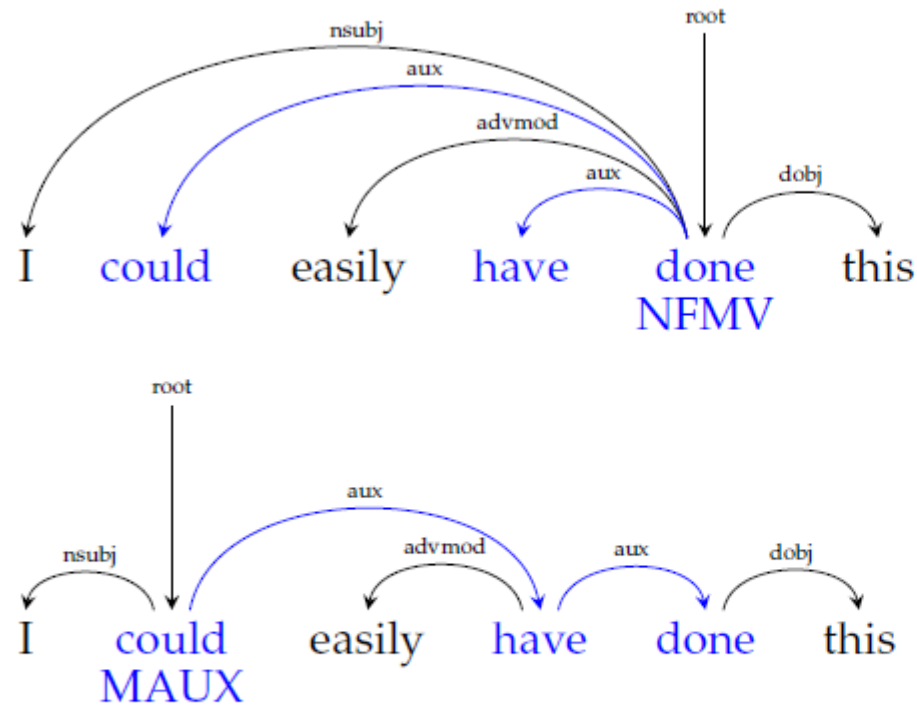 root
nsubj
aux
advmod
aux
dobj
I could easily have done this
NFMV
root
aux
nsubj
advmod
aux
dobj
I could easily have done this
MAUX